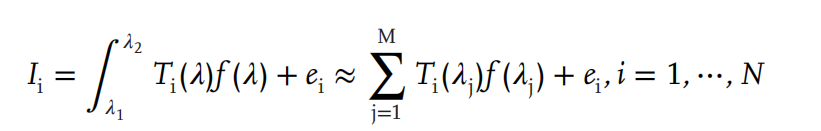 I_i = ∫_{λ_1}^{λ_2} T_i(λ)f(λ) + e_i ≈ ∑_{j=1}^{M} T_i(λ_j)f(λ_j) + e_i, i = 1, ⋯, N